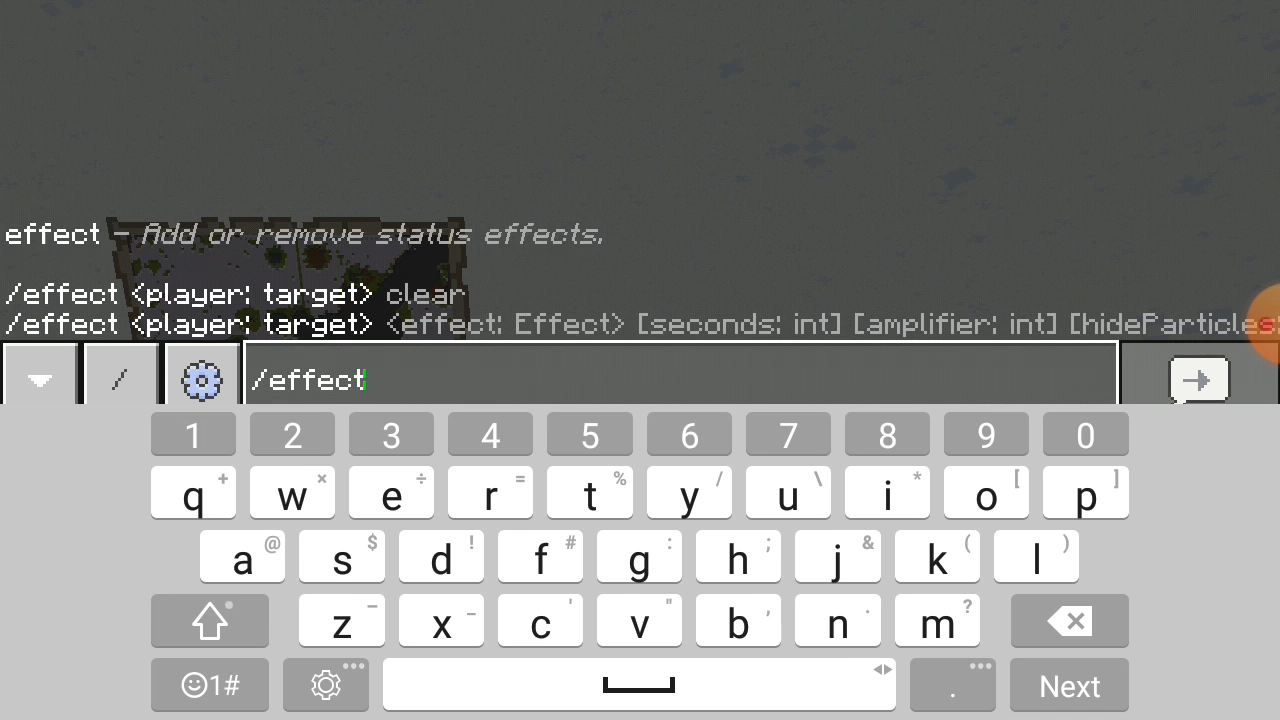 effect - Add or remove status effects.
/effect <player: target> clear
/effect <player: target> <effect: Effect> [seconds: int] [amplifier: int] [hideParticles:
/ /effect
1 2 3 4 5 6 7 8 9 0
q + w × e ÷ r = t % y / u \ i * o [ p ]
a @ s $ d ! f # g : h ; j & k ( l )
z - x _ c ' v " b , n . m ?
1# . Next